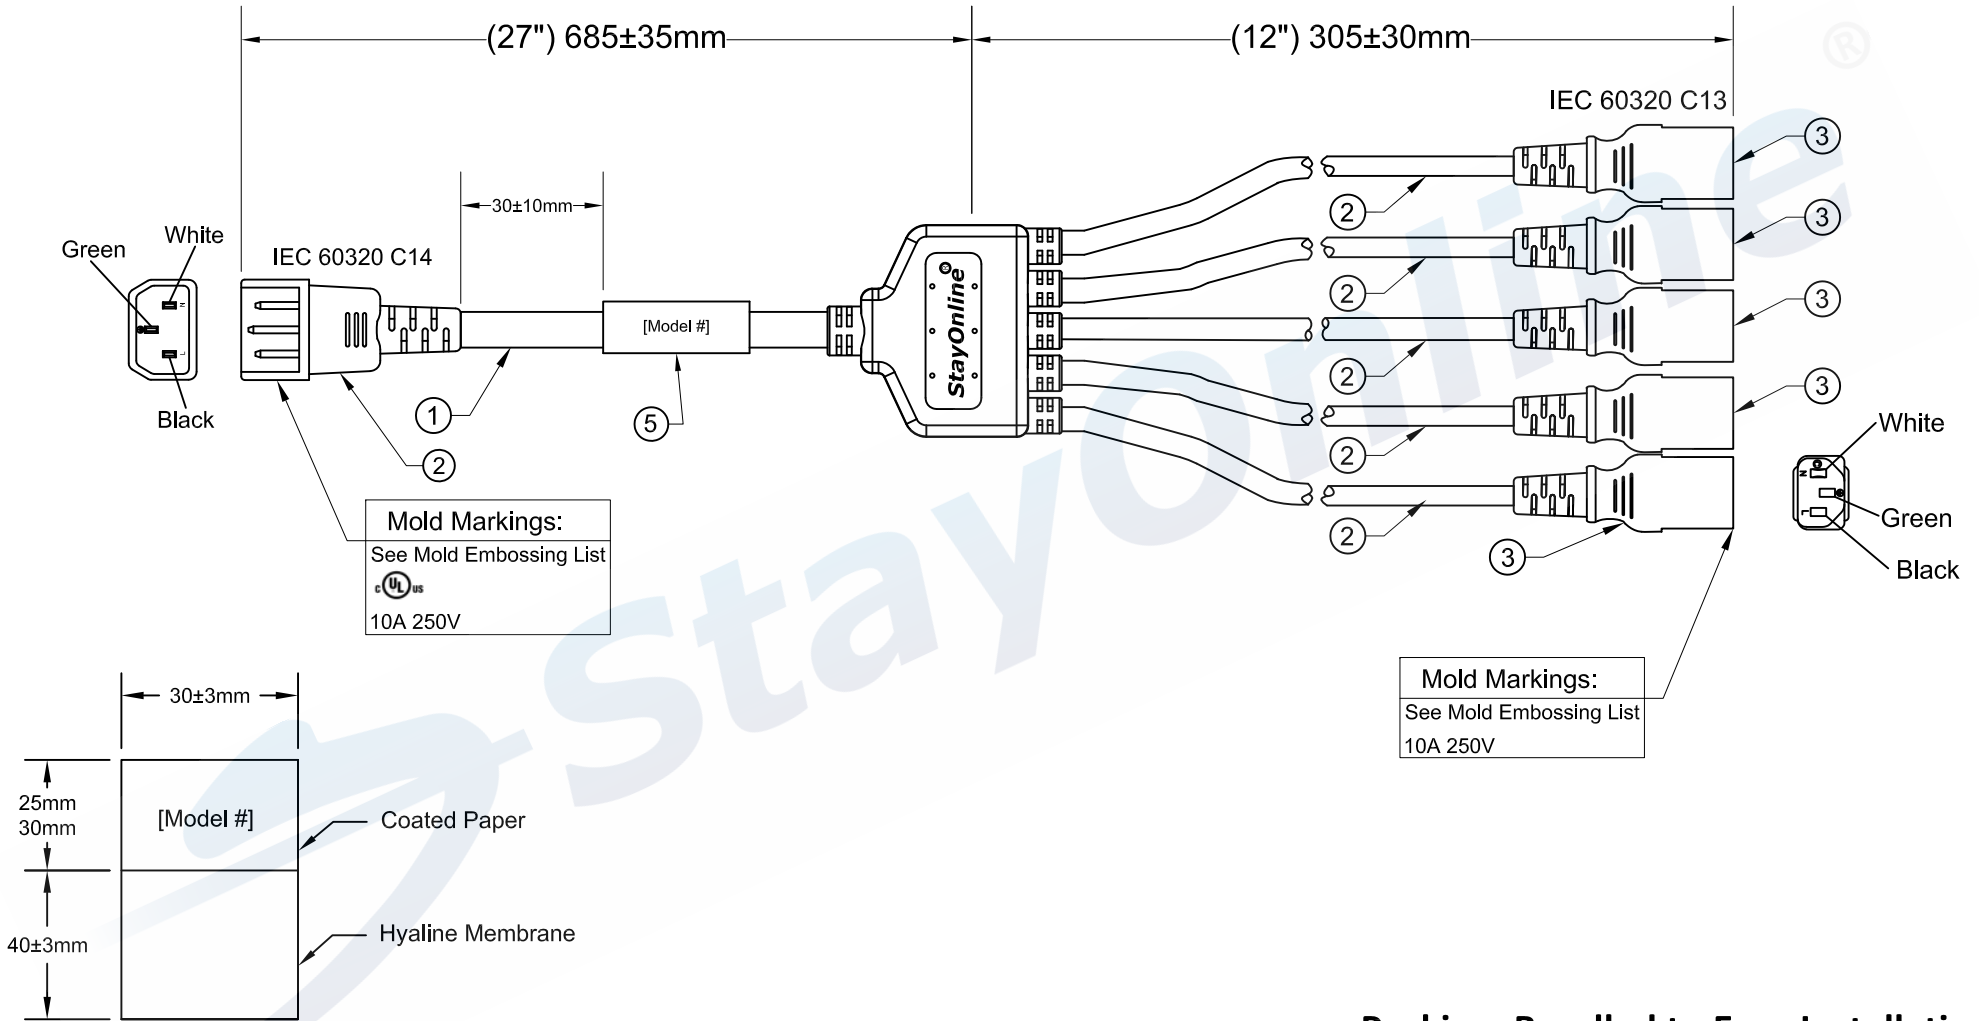 (27") 685±35mm
(12") 305±30mm
®
IEC 60320 C13
3
30±10mm
2
White
Green
IEC 60320 C14
3
2
N
StayOnline®
3
[Model #]
L
2
3
Black
1
5
White
2
2
N
3
Green
L
2
3
Black
Mold Markings:
See Mold Embossing List
c UL us
10A 250V
StayOnline
Mold Markings:
See Mold Embossing List
10A 250V
30±3mm
25mm
30mm
[Model #]
Coated Paper
40±3mm
Hyaline Membrane